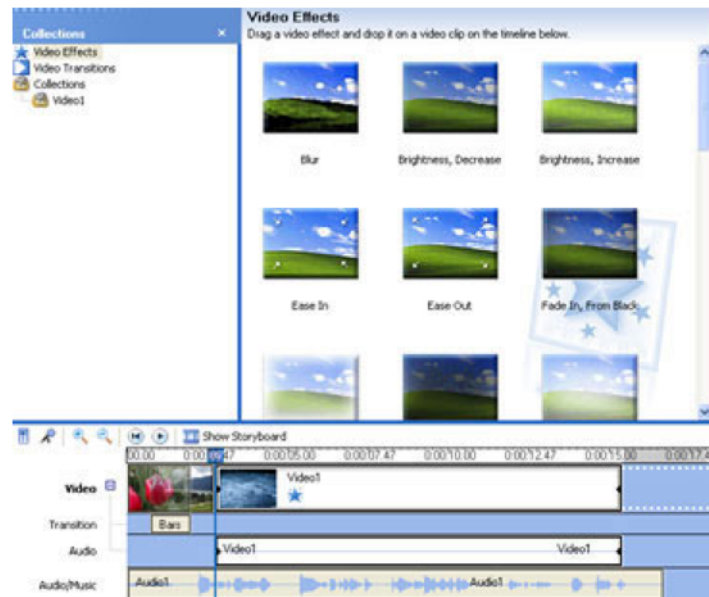 Video Effects
Drag a video effect and drop it on a video clip on the timeline below.
Collections ×
Video Effects
Video Transitions
Collections
Video1
Blur
Brightness, Decrease
Brightness, Increase
Ease In
Ease Out
Fade In, From Black
Show Storyboard
0:00:05.00 0:00:07.47 0:00:10.00 0:00:12.47 0:00:15.00
Video
Video1
Transition
Bars
Audio
Video1 Video1
Audio/Music
Audio1 Audio1